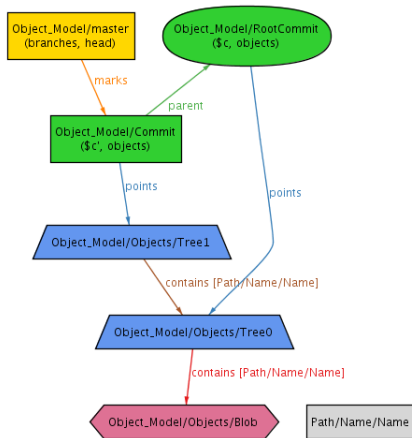 Object_Model/master
(branches, head)
Object_Model/RootCommit
($c, objects)
marks
parent
Object_Model/Commit
($c', objects)
points
points
Object_Model/Objects/Tree1
contains [Path/Name/Name]
Object_Model/Objects/Tree0
contains [Path/Name/Name]
Object_Model/Objects/Blob
Path/Name/Name